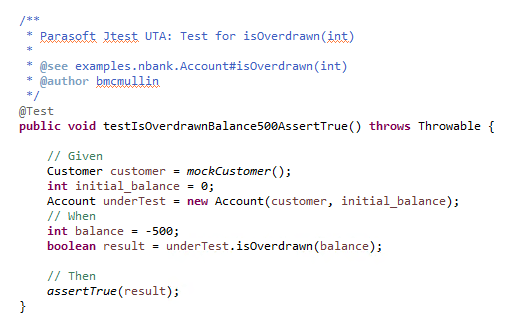 /**
 * Parasoft Jtest UTA: Test for isOverdrawn(int)
 *
 * @see examples.nbank.Account#isOverdrawn(int)
 * @author bmcmullin
 */
@Test
public void testIsOverdrawnBalance500AssertTrue() throws Throwable {
    // Given
    Customer customer = mockCustomer();
    int initial_balance = 0;
    Account underTest = new Account(customer, initial_balance);
    // When
    int balance = -500;
    boolean result = underTest.isOverdrawn(balance);
    // Then
    assertTrue(result);
}